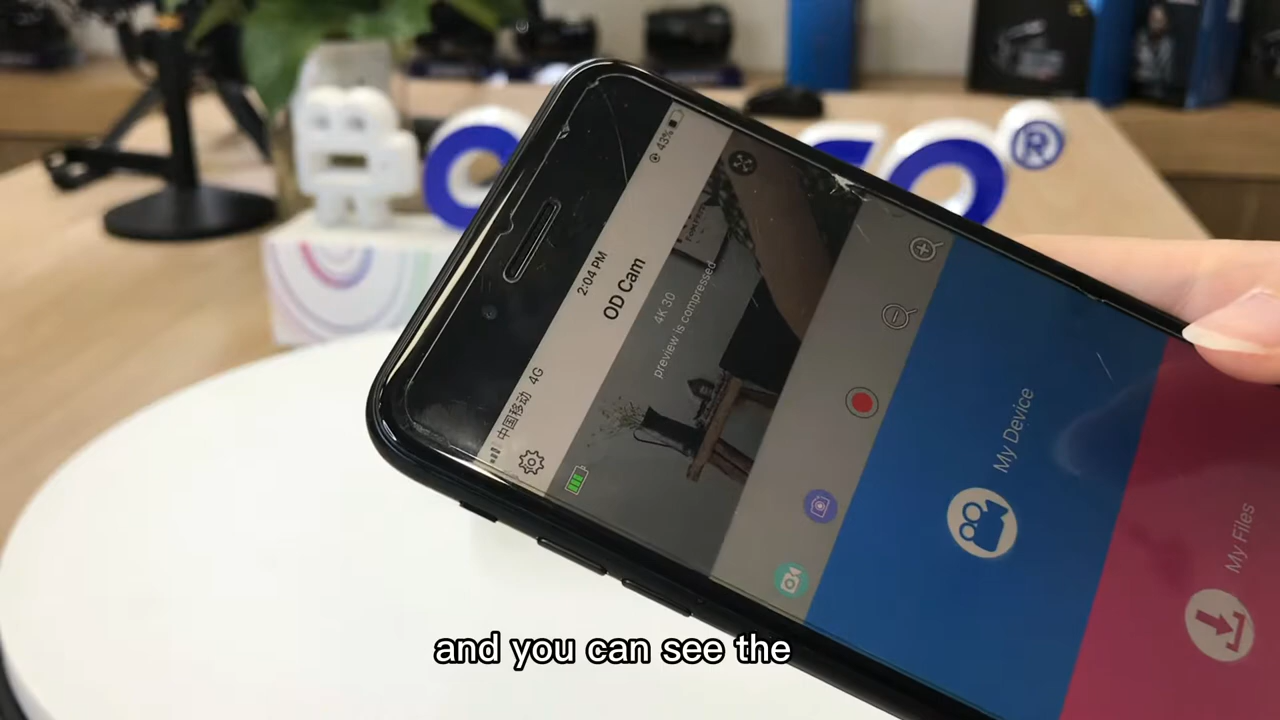 ®
中国移动 4G
2:04 PM
43%
OD Cam
4K 30
preview is compressed
My Device
My Files
and you can see the